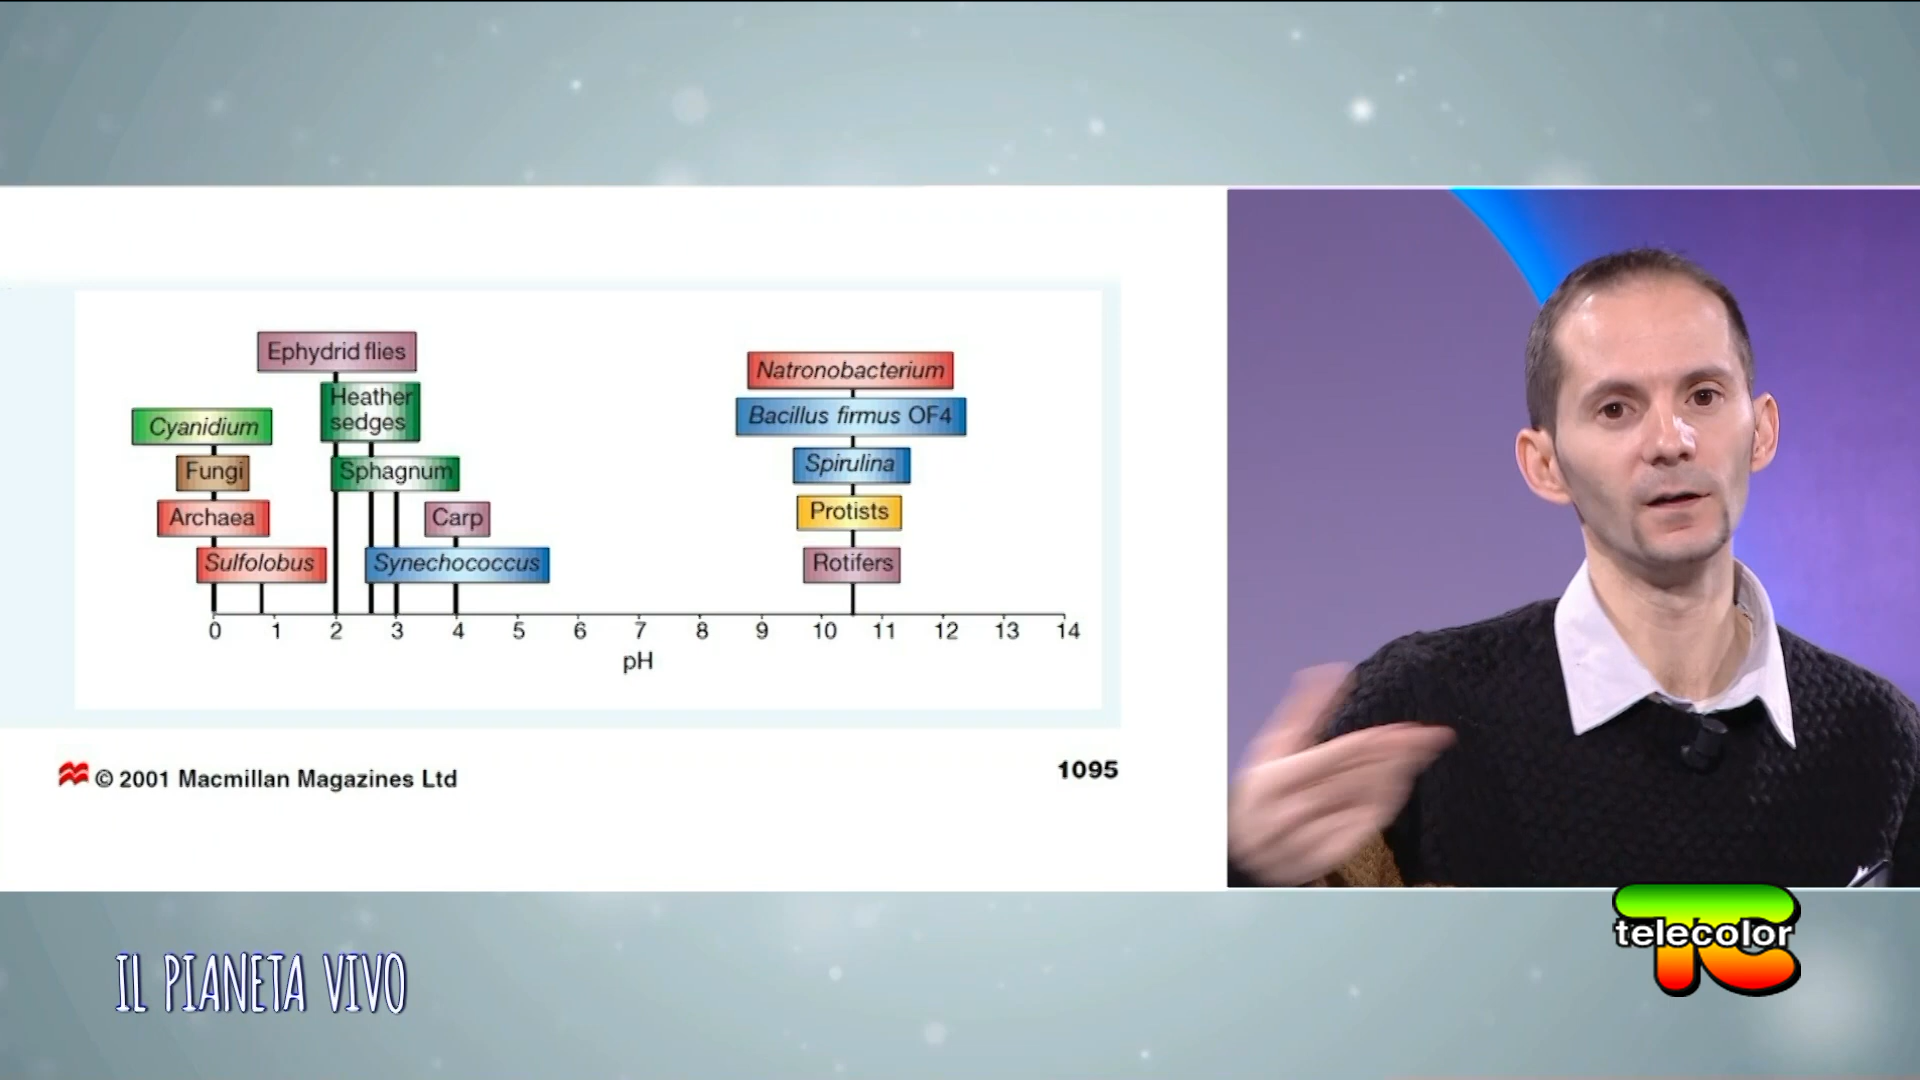 Ephydrid flies
Heather
sedges
Cyanidium
Fungi
Sphagnum
Archaea
Carp
Sulfolobus
Synechococcus
Natronobacterium
Bacillus firmus OF4
Spirulina
Protists
Rotifers
0 1 2 3 4 5 6 7 8 9 10 11 12 13 14
pH
© 2001 Macmillan Magazines Ltd
1095
IL PIANETA VIVO
telecolor
TC